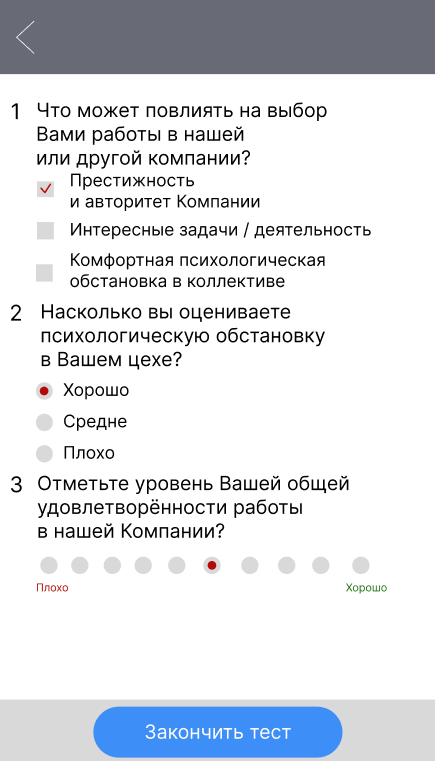 1 Что может повлиять на выбор
Вами работы в нашей
или другой компании?
Престижность
и авторитет Компании
Интересные задачи / деятельность
Комфортная психологическая
обстановка в коллективе
2 Насколько вы оцениваете
психологическую обстановку
в Вашем цехе?
Хорошо
Средне
Плохо
3 Отметьте уровень Вашей общей
удовлетворённости работы
в нашей Компании?
Плохо Хорошо
Закончить тест